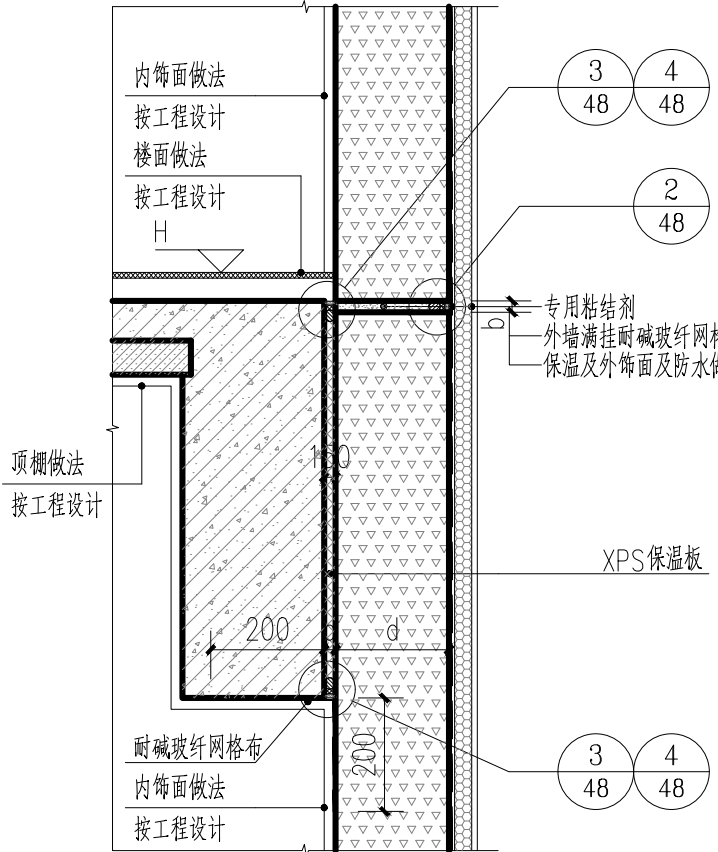 内饰面做法
按工程设计
楼面做法
按工程设计
H
3 4
48 48
2
48
专用粘结剂
外墙满挂耐碱玻纤网
保温及外饰面及防水
b
顶棚做法
按工程设计
XPS保温板
200
d
耐碱玻纤网格布
200
3 4
48 48
内饰面做法
按工程设计